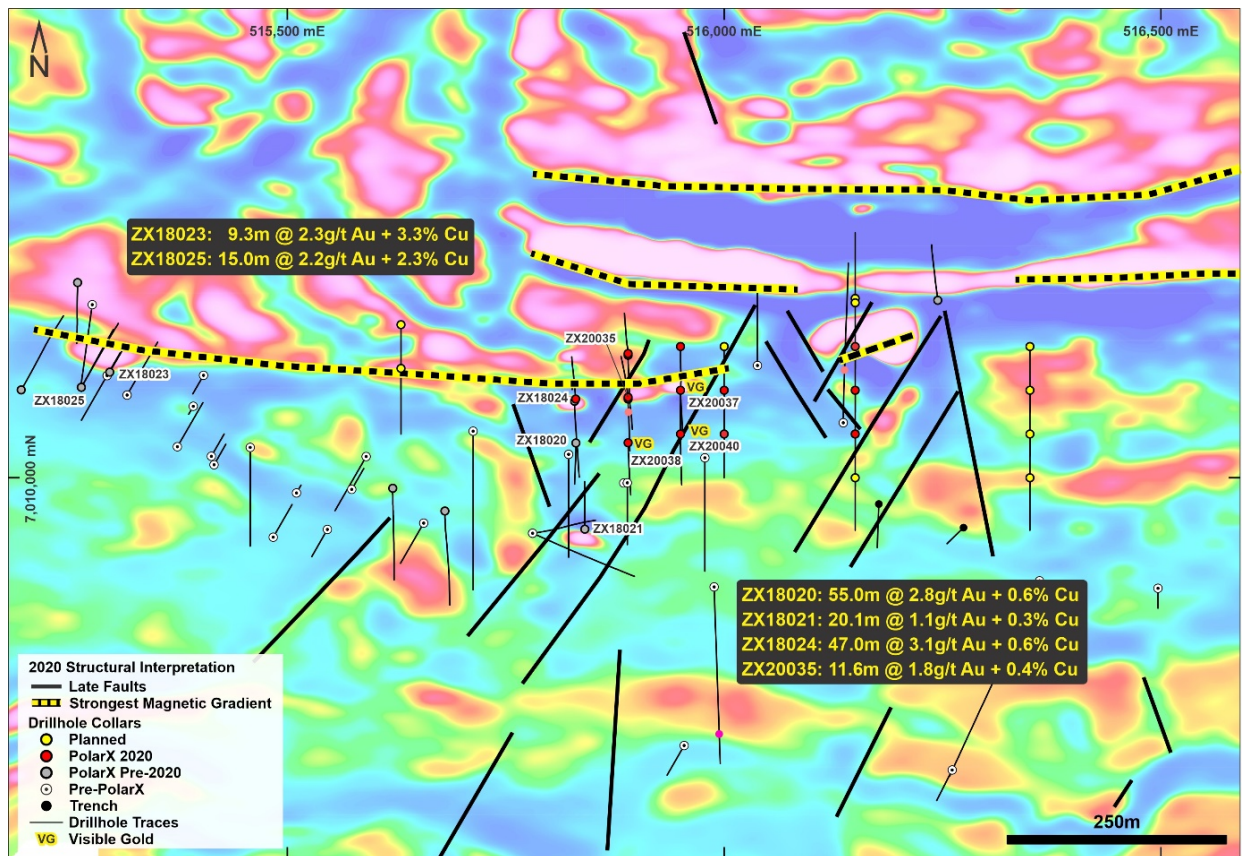 515,500 mE
516,000 mE
516,500 mE
N
ZX18023: 9.3m @ 2.3g/t Au + 3.3% Cu
ZX18025: 15.0m @ 2.2g/t Au + 2.3% Cu
ZX20035
ZX18023
ZX18025
ZX18024
VG
ZX20037
ZX18020
VG
VG
ZX20040
ZX20038
7,010,000 mN
ZX18021
ZX18020: 55.0m @ 2.8g/t Au + 0.6% Cu
ZX18021: 20.1m @ 1.1g/t Au + 0.3% Cu
ZX18024: 47.0m @ 3.1g/t Au + 0.6% Cu
ZX20035: 11.6m @ 1.8g/t Au + 0.4% Cu
2020 Structural Interpretation
Late Faults
Strongest Magnetic Gradient
Drillhole Collars
Planned
PolarX 2020
PolarX Pre-2020
Pre-PolarX
Trench
Drillhole Traces
VG Visible Gold
250m